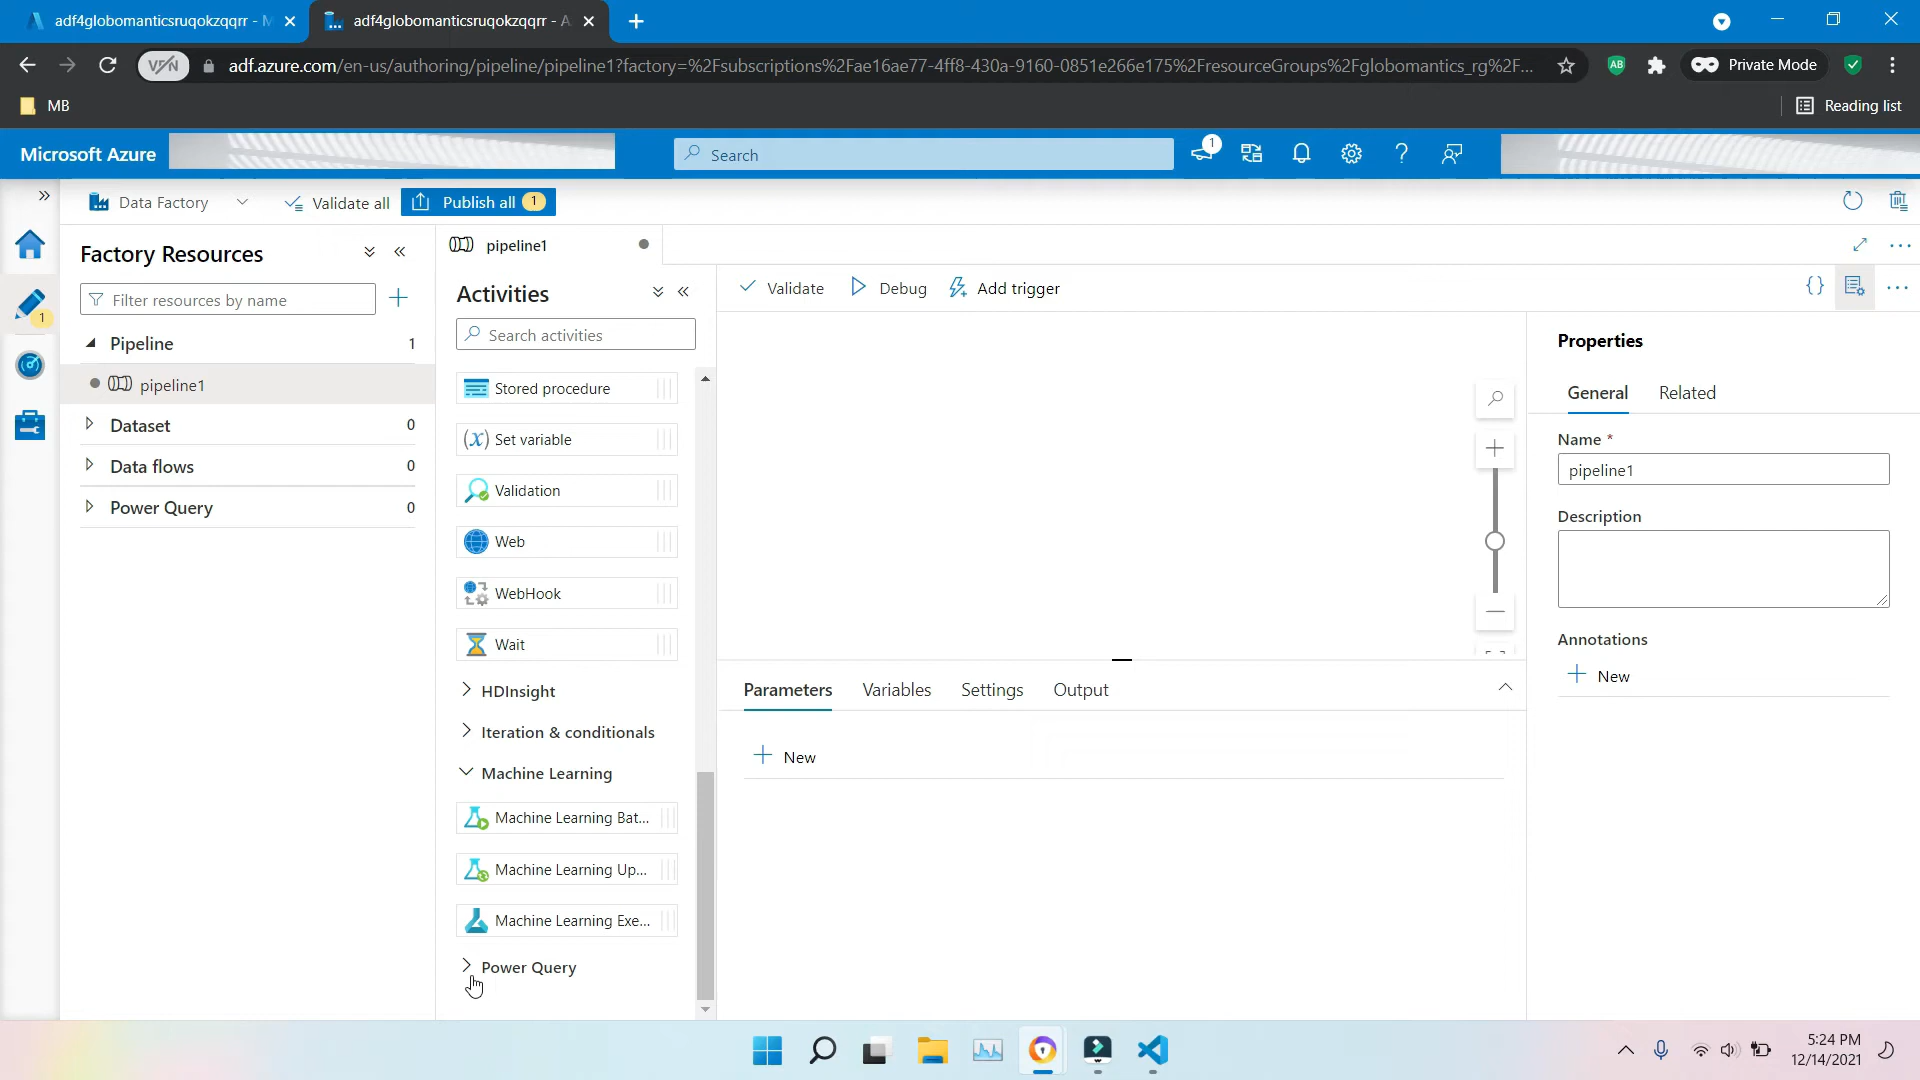 adf4globomanticsruqokzqqrr - M
adf4globomanticsruqokzqqrr - A
VPN
adf.azure.com/en-us/authoring/pipeline/pipeline1?factory=%2Fsubscriptions%2Fae16ae77-4ff8-430a-9160-0851e266e175%2FresourceGroups%2Fglobomantics_rg%2F...
AB
Private Mode
MB
Reading list
Microsoft Azure
Search
1
Data Factory
Validate all
Publish all 1
Factory Resources
pipeline1
Activities
Filter resources by name
Search activities
Validate
Debug
Add trigger
1
Pipeline 1
pipeline1
Dataset 0
Data flows 0
Power Query 0
Stored procedure
(x) Set variable
Validation
Web
WebHook
Wait
HDInsight
Iteration & conditionals
Machine Learning
Machine Learning Bat...
Machine Learning Up...
Machine Learning Exe...
Power Query
Parameters
Variables
Settings
Output
New
Properties
General
Related
Name *
pipeline1
Description
Annotations
New
5:24 PM
12/14/2021